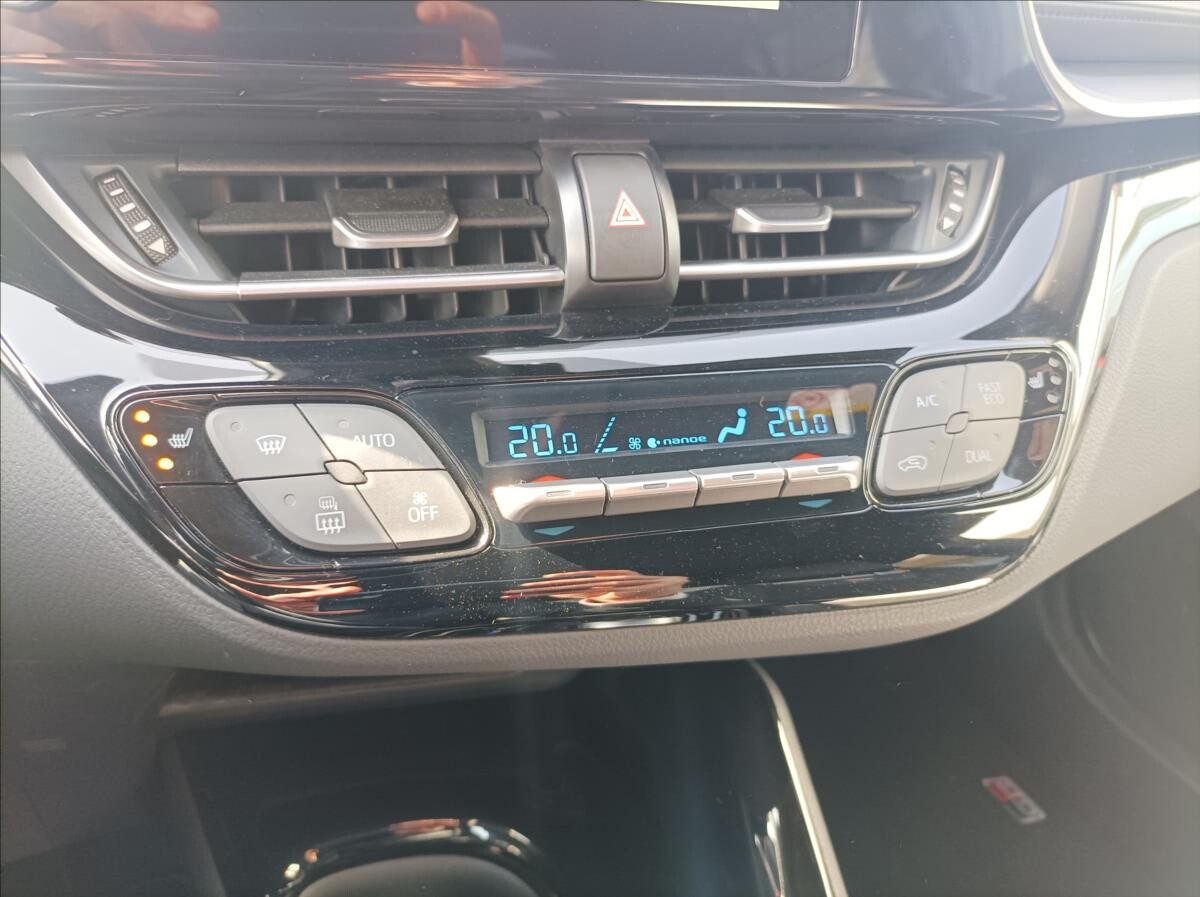 AUTO
OFF
20.0 nanoe 20.0
A/C
FAST
ECO
DUAL